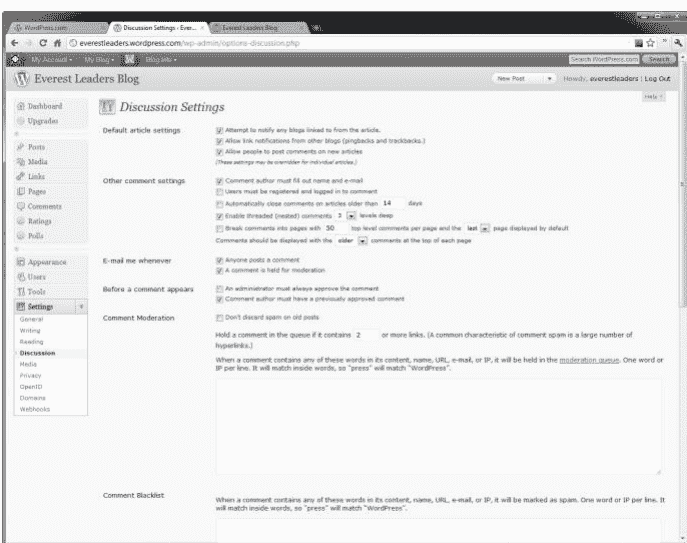 WordPress.com
Discussion Settings ‹ Ever...
Everest Leaders Blog
everestleaders.wordpress.com/wp-admin/options-discussion.php
My Account
My Blog
Blog Info
Search WordPress.com
Search
Everest Leaders Blog
New Post
Howdy, everestleaders | Log Out
Help
Dashboard
Upgrades
Posts
Media
Links
Pages
Comments
Ratings
Polls
Appearance
Users
Tools
Settings
General
Writing
Reading
Discussion
Media
Privacy
OpenID
Domains
Webhooks
Discussion Settings
Default article settings
Attempt to notify any blogs linked to from the article.
Allow link notifications from other blogs (pingbacks and trackbacks.)
Allow people to post comments on new articles
(These settings may be overridden for individual articles.)
Other comment settings
Comment author must fill out name and e-mail
Users must be registered and logged in to comment
Automatically close comments on articles older than 14 days
Enable threaded (nested) comments 3 levels deep
Break comments into pages with 50 top level comments per page and the last page displayed by default
Comments should be displayed with the older comments at the top of each page
E-mail me whenever
Anyone posts a comment
A comment is held for moderation
Before a comment appears
An administrator must always approve the comment
Comment author must have a previously approved comment
Comment Moderation
Don't discard spam on old posts
Hold a comment in the queue if it contains 2 or more links. (A common characteristic of comment spam is a large number of
hyperlinks.)
When a comment contains any of these words in its content, name, URL, e-mail, or IP, it will be held in the moderation queue. One word or
IP per line. It will match inside words, so "press" will match "WordPress".
Comment Blacklist
When a comment contains any of these words in its content, name, URL, e-mail, or IP, it will be marked as spam. One word or IP per line. It
will match inside words, so "press" will match "WordPress".